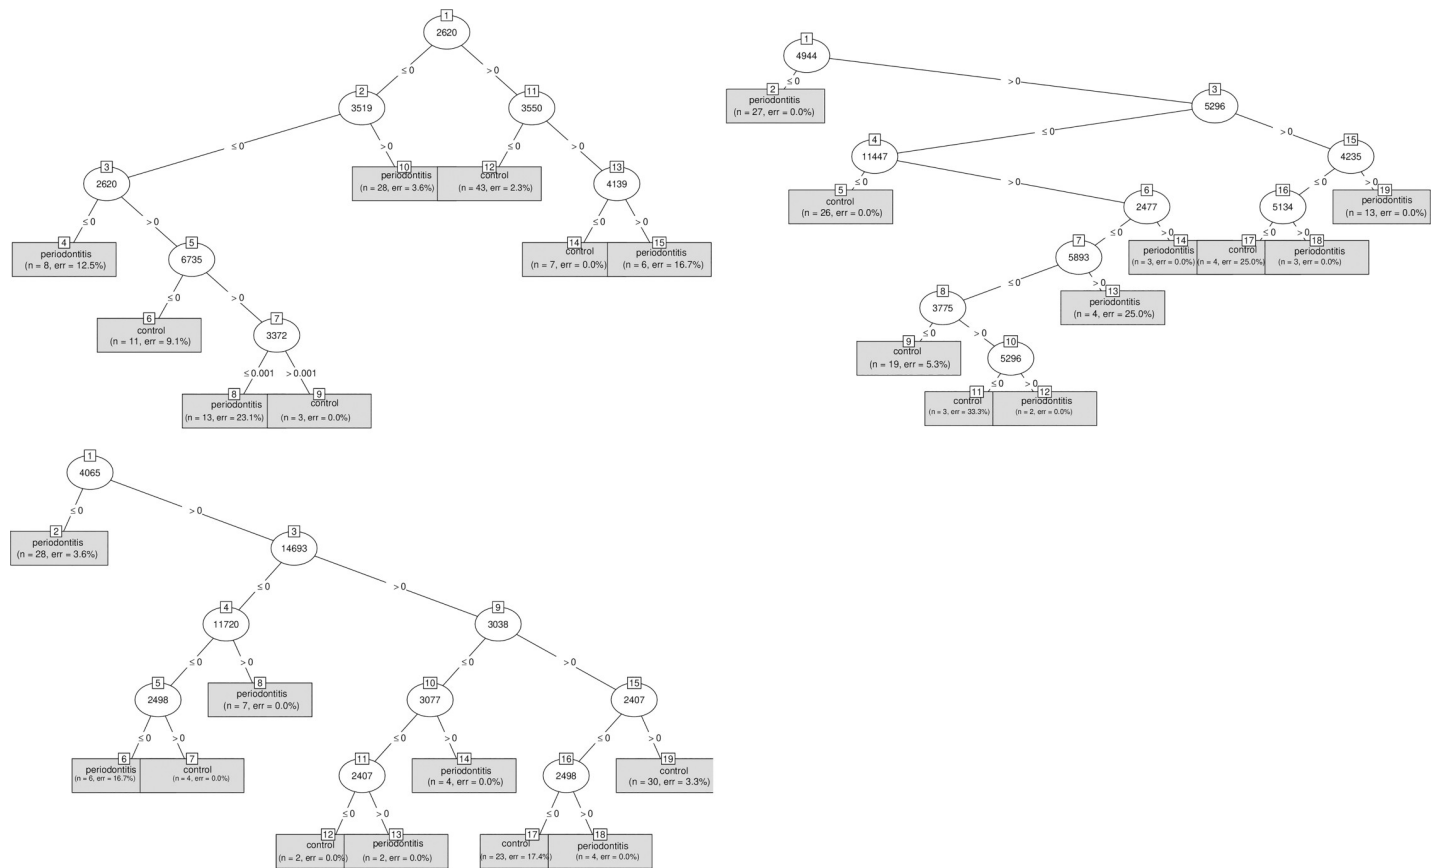 1
2620
≤ 0
> 0
2
3519
11
3550
≤ 0
> 0
≤ 0
> 0
3
2620
10
periodontitis
(n = 28, err = 3.6%)
12
control
(n = 43, err = 2.3%)
13
4139
≤ 0
> 0
≤ 0
> 0
4
periodontitis
(n = 8, err = 12.5%)
5
6735
14
control
(n = 7, err = 0.0%)
15
periodontitis
(n = 6, err = 16.7%)
≤ 0
> 0
6
control
(n = 11, err = 9.1%)
7
3372
≤ 0.001
> 0.001
8
periodontitis
(n = 13, err = 23.1%)
9
control
(n = 3, err = 0.0%)
1
4944
≤ 0
> 0
2
periodontitis
(n = 27, err = 0.0%)
3
5296
≤ 0
> 0
4
11447
15
4235
≤ 0
> 0
≤ 0
> 0
5
control
(n = 26, err = 0.0%)
6
2477
16
5134
19
periodontitis
(n = 13, err = 0.0%)
≤ 0
> 0
≤ 0
> 0
7
5893
14
periodontitis
(n = 3, err = 0.0%)
17
control
(n = 4, err = 25.0%)
18
periodontitis
(n = 3, err = 0.0%)
≤ 0
> 0
8
3775
13
periodontitis
(n = 4, err = 25.0%)
≤ 0
> 0
9
control
(n = 19, err = 5.3%)
10
5296
≤ 0
> 0
11
control
(n = 3, err = 33.3%)
12
periodontitis
(n = 2, err = 0.0%)
1
4065
≤ 0
> 0
2
periodontitis
(n = 28, err = 3.6%)
3
14693
≤ 0
> 0
4
11720
9
3038
≤ 0
> 0
≤ 0
> 0
5
2498
8
periodontitis
(n = 7, err = 0.0%)
10
3077
15
2407
≤ 0
> 0
≤ 0
> 0
≤ 0
> 0
6
periodontitis
(n = 6, err = 16.7%)
7
control
(n = 4, err = 0.0%)
11
2407
14
periodontitis
(n = 4, err = 0.0%)
16
2498
19
control
(n = 30, err = 3.3%)
≤ 0
> 0
≤ 0
> 0
12
control
(n = 2, err = 0.0%)
13
periodontitis
(n = 2, err = 0.0%)
17
control
(n = 23, err = 17.4%)
18
periodontitis
(n = 4, err = 0.0%)